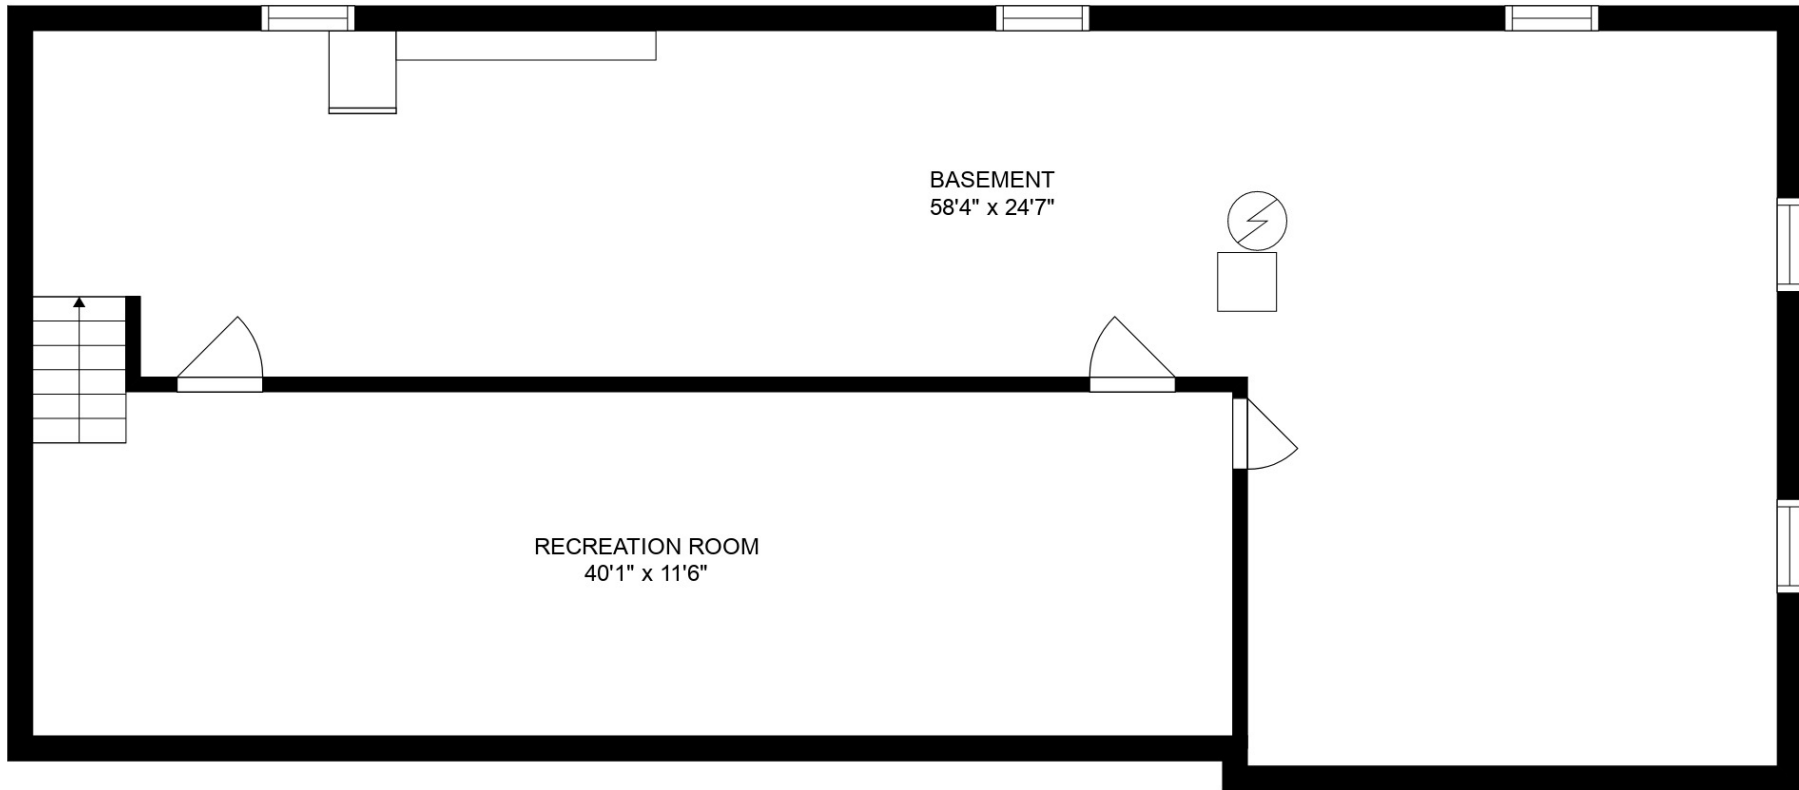 BASEMENT
58'4" x 24'7"
RECREATION ROOM
40'1" x 11'6"